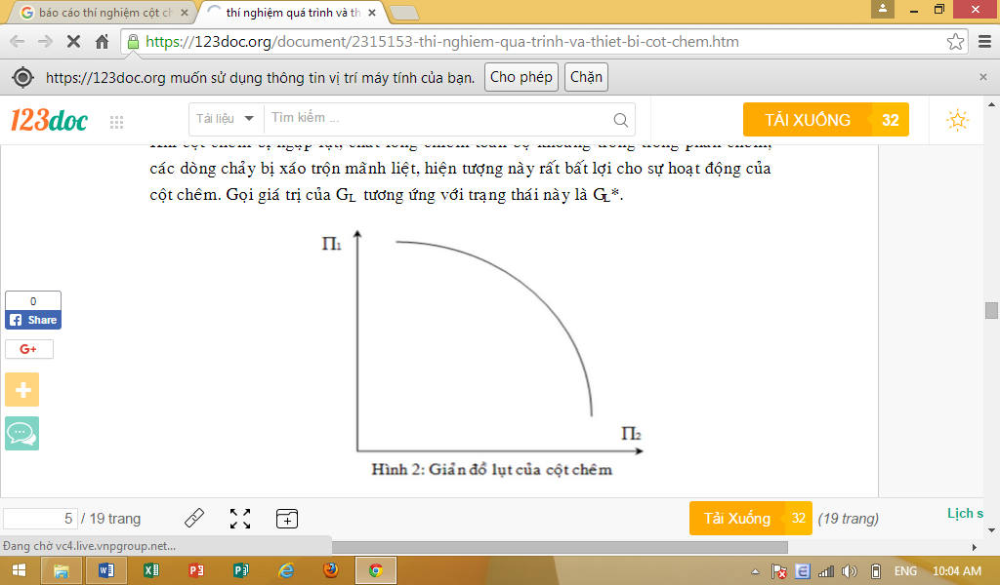 báo cáo thí nghiệm cột ch
thí nghiệm quá trình và th
https://123doc.org/document/2315153-thi-nghiem-qua-trinh-va-thiet-bi-cot-chem.htm
https://123doc.org muốn sử dụng thông tin vị trí máy tính của bạn. Cho phép Chặn
123doc Tài liệu Tìm kiếm ... TẢI XUỐNG 32
các dòng chảy bị xáo trộn mãnh liệt, hiện tượng này rất bất lợi cho sự hoạt động của
cột chêm. Gọi giá trị của GL tương ứng với trạng thái này là GL*.
Π1
0
Share
G+
Π2
Hình 2: Giản đồ lụt của cột chêm
5 / 19 trang Tải Xuống 32 (19 trang) Lịch s
Đang chờ vc4.live.vnpgroup.net...
ENG 10:04 AM